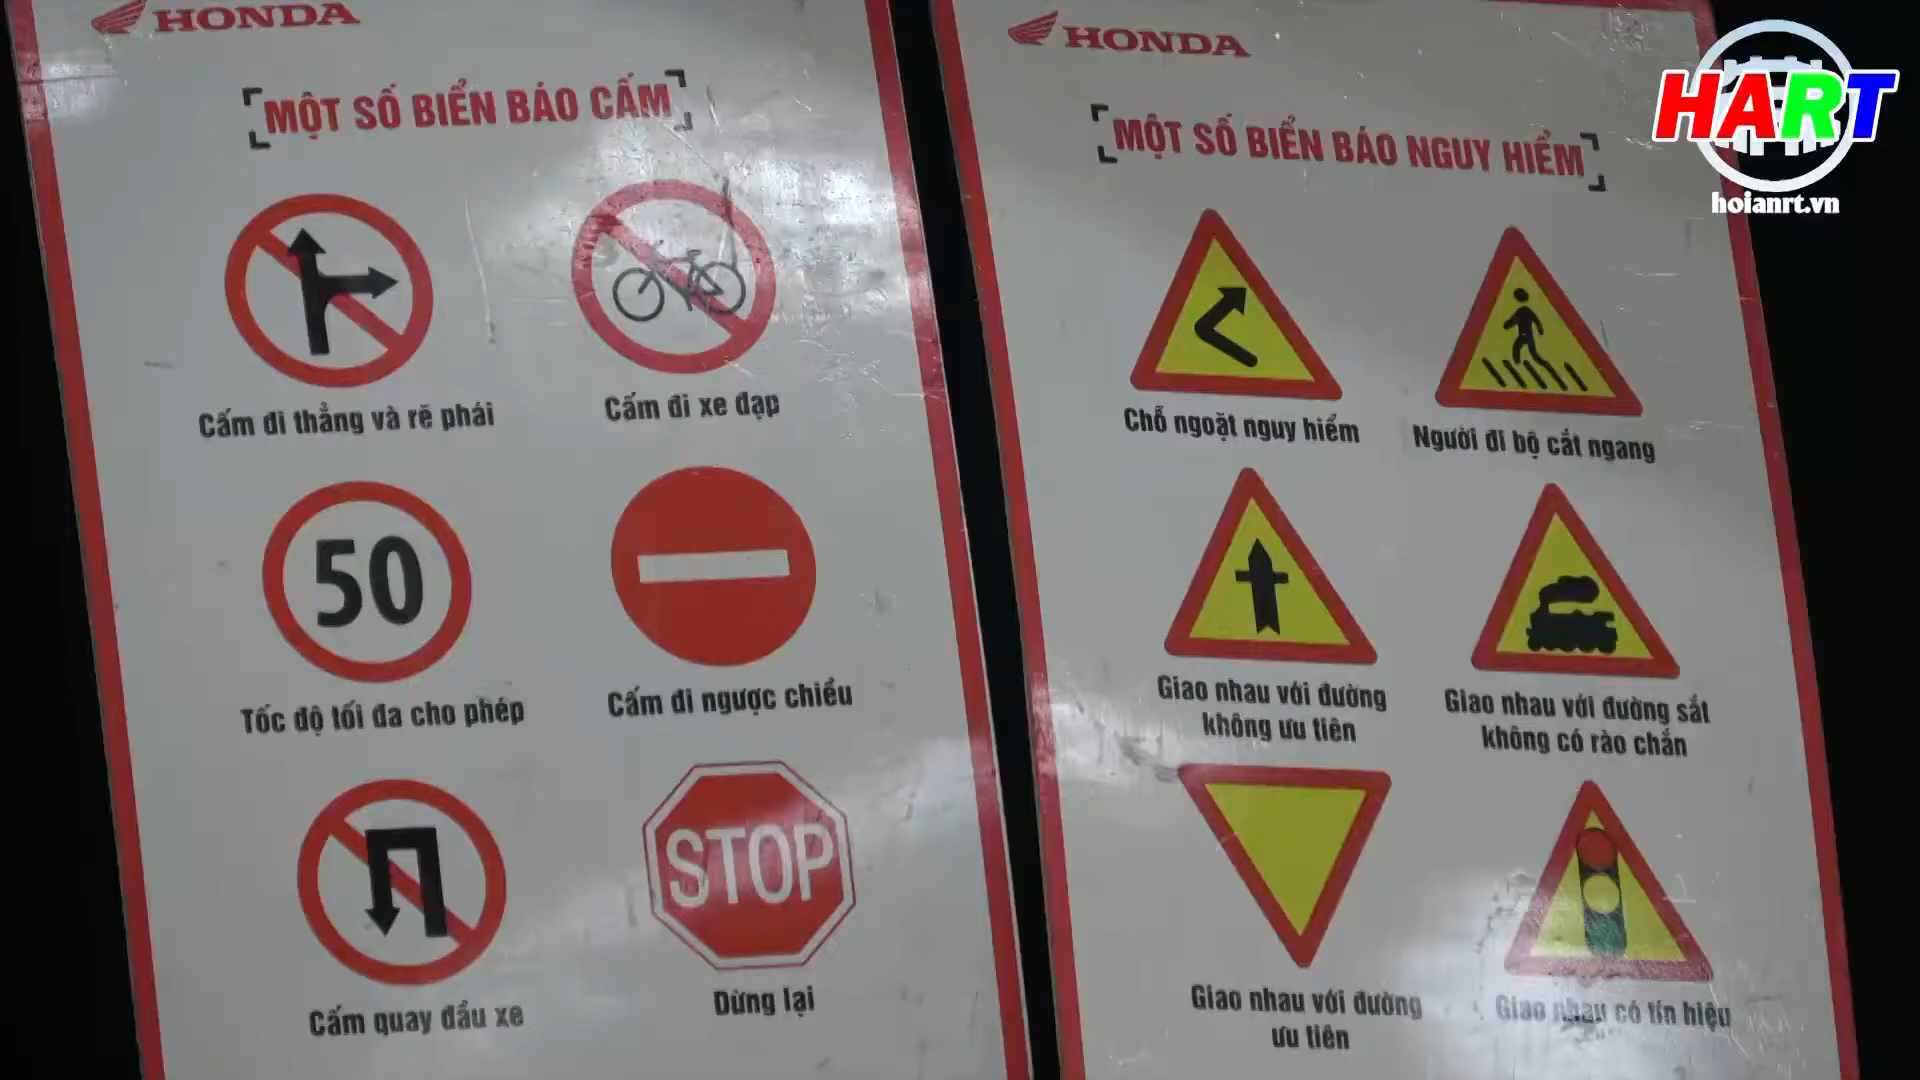 HONDA
MỘT SỐ BIỂN BÁO CẤM
Cấm đi thẳng và rẽ phải
Cấm đi xe đạp
50
Tốc độ tối đa cho phép
Cấm đi ngược chiều
STOP
Cấm quay đầu xe
Dừng lại
HONDA
MỘT SỐ BIỂN BÁO NGUY HIỂM
Chỗ ngoặt nguy hiểm
Người đi bộ cắt ngang
Giao nhau với đường
không ưu tiên
Giao nhau với đường sắt
không có rào chắn
Giao nhau với đường
ưu tiên
Giao nhau có tín hiệu
HART
hoianrt.vn